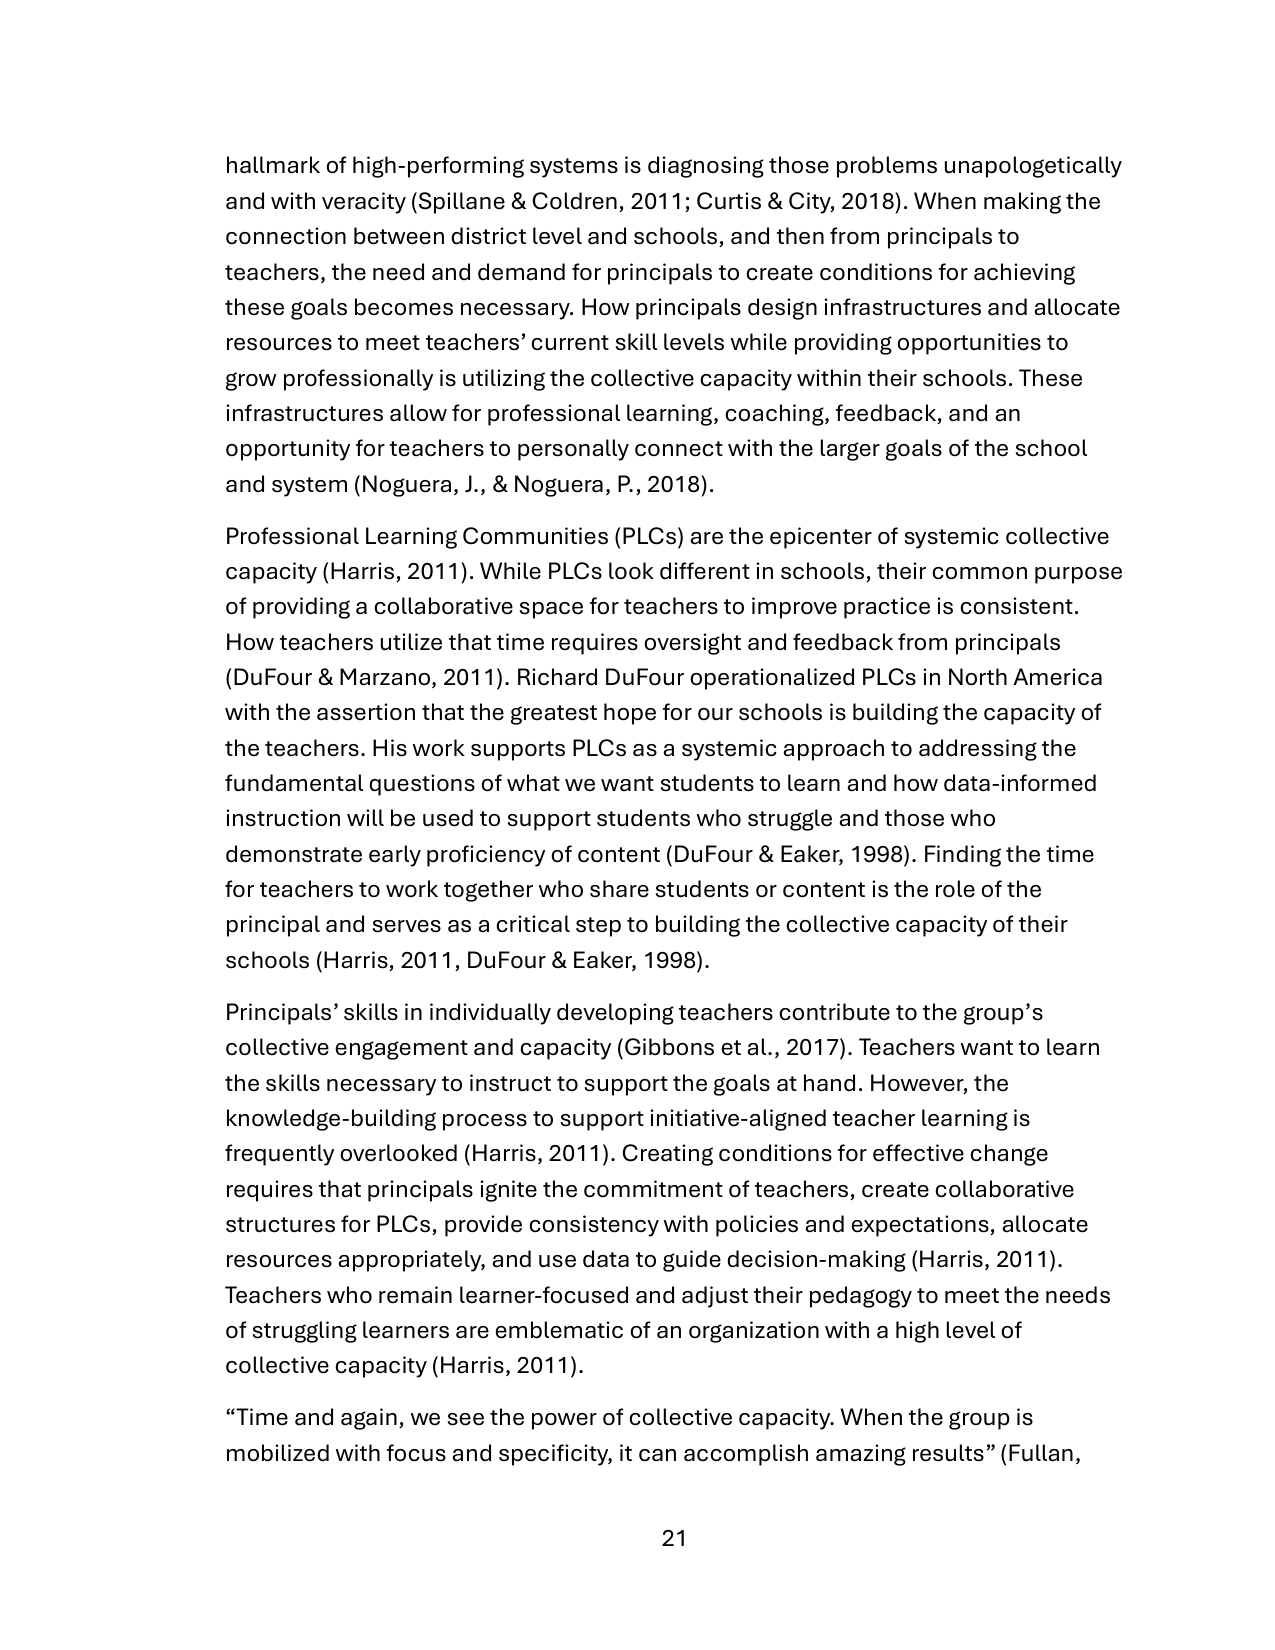 hallmark of high-performing systems is diagnosing those problems unapologetically
and with veracity (Spillane & Coldren, 2011; Curtis & City, 2018). When making the
connection between district level and schools, and then from principals to
teachers, the need and demand for principals to create conditions for achieving
these goals becomes necessary. How principals design infrastructures and allocate
resources to meet teachers’ current skill levels while providing opportunities to
grow professionally is utilizing the collective capacity within their schools. These
infrastructures allow for professional learning, coaching, feedback, and an
opportunity for teachers to personally connect with the larger goals of the school
and system (Noguera, J., & Noguera, P., 2018).
Professional Learning Communities (PLCs) are the epicenter of systemic collective
capacity (Harris, 2011). While PLCs look different in schools, their common purpose
of providing a collaborative space for teachers to improve practice is consistent.
How teachers utilize that time requires oversight and feedback from principals
(DuFour & Marzano, 2011). Richard DuFour operationalized PLCs in North America
with the assertion that the greatest hope for our schools is building the capacity of
the teachers. His work supports PLCs as a systemic approach to addressing the
fundamental questions of what we want students to learn and how data-informed
instruction will be used to support students who struggle and those who
demonstrate early proficiency of content (DuFour & Eaker, 1998). Finding the time
for teachers to work together who share students or content is the role of the
principal and serves as a critical step to building the collective capacity of their
schools (Harris, 2011, DuFour & Eaker, 1998).
Principals’ skills in individually developing teachers contribute to the group’s
collective engagement and capacity (Gibbons et al., 2017). Teachers want to learn
the skills necessary to instruct to support the goals at hand. However, the
knowledge-building process to support initiative-aligned teacher learning is
frequently overlooked (Harris, 2011). Creating conditions for effective change
requires that principals ignite the commitment of teachers, create collaborative
structures for PLCs, provide consistency with policies and expectations, allocate
resources appropriately, and use data to guide decision-making (Harris, 2011).
Teachers who remain learner-focused and adjust their pedagogy to meet the needs
of struggling learners are emblematic of an organization with a high level of
collective capacity (Harris, 2011).
“Time and again, we see the power of collective capacity. When the group is
mobilized with focus and specificity, it can accomplish amazing results” (Fullan,
21